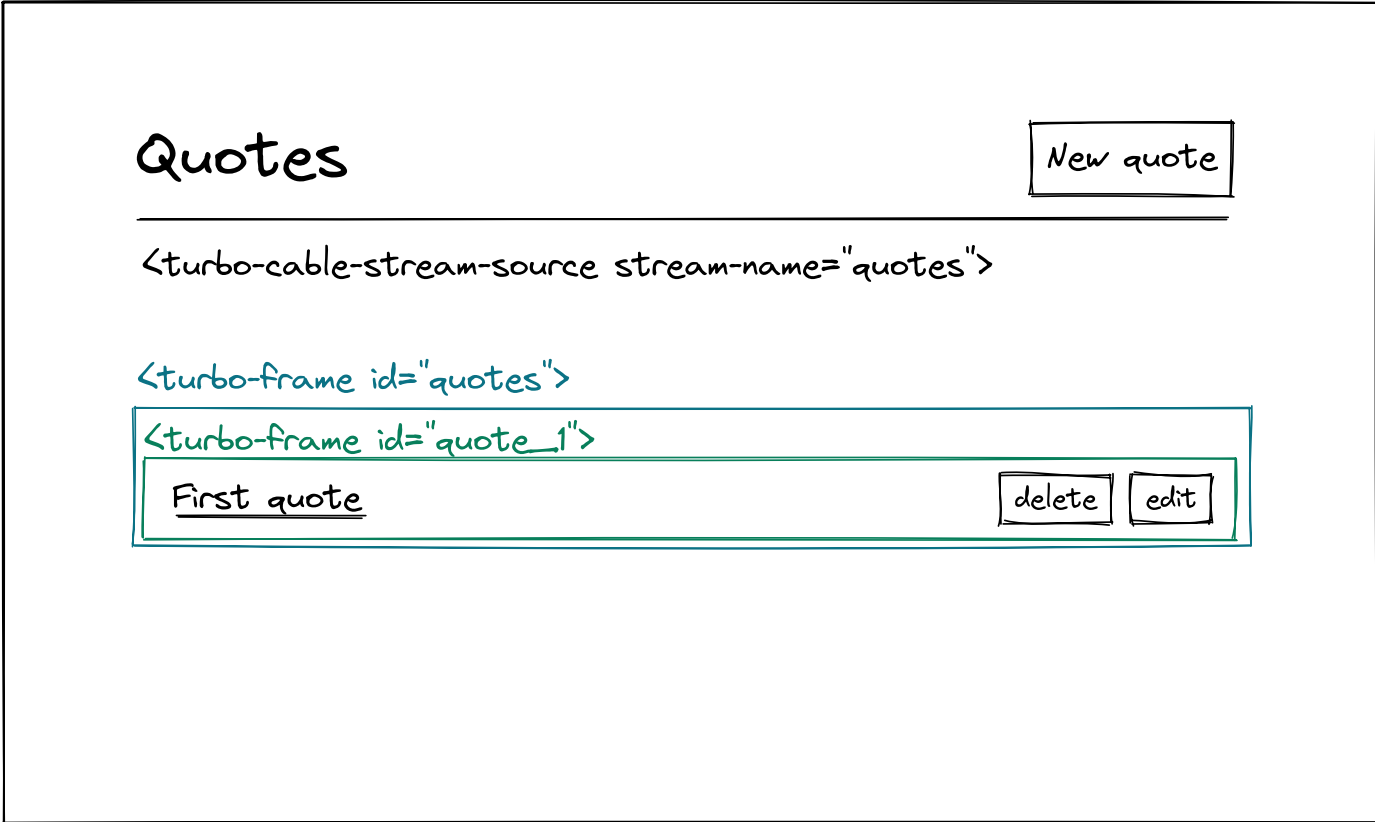 Quotes
New quote
<turbo-cable-stream-source stream-name="quotes">
<turbo-frame id="quotes">
<turbo-frame id="quote_1">
First quote
delete
edit